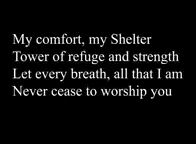 My comfort, my Shelter
Tower of refuge and strength
Let every breath, all that I am
Never cease to worship you